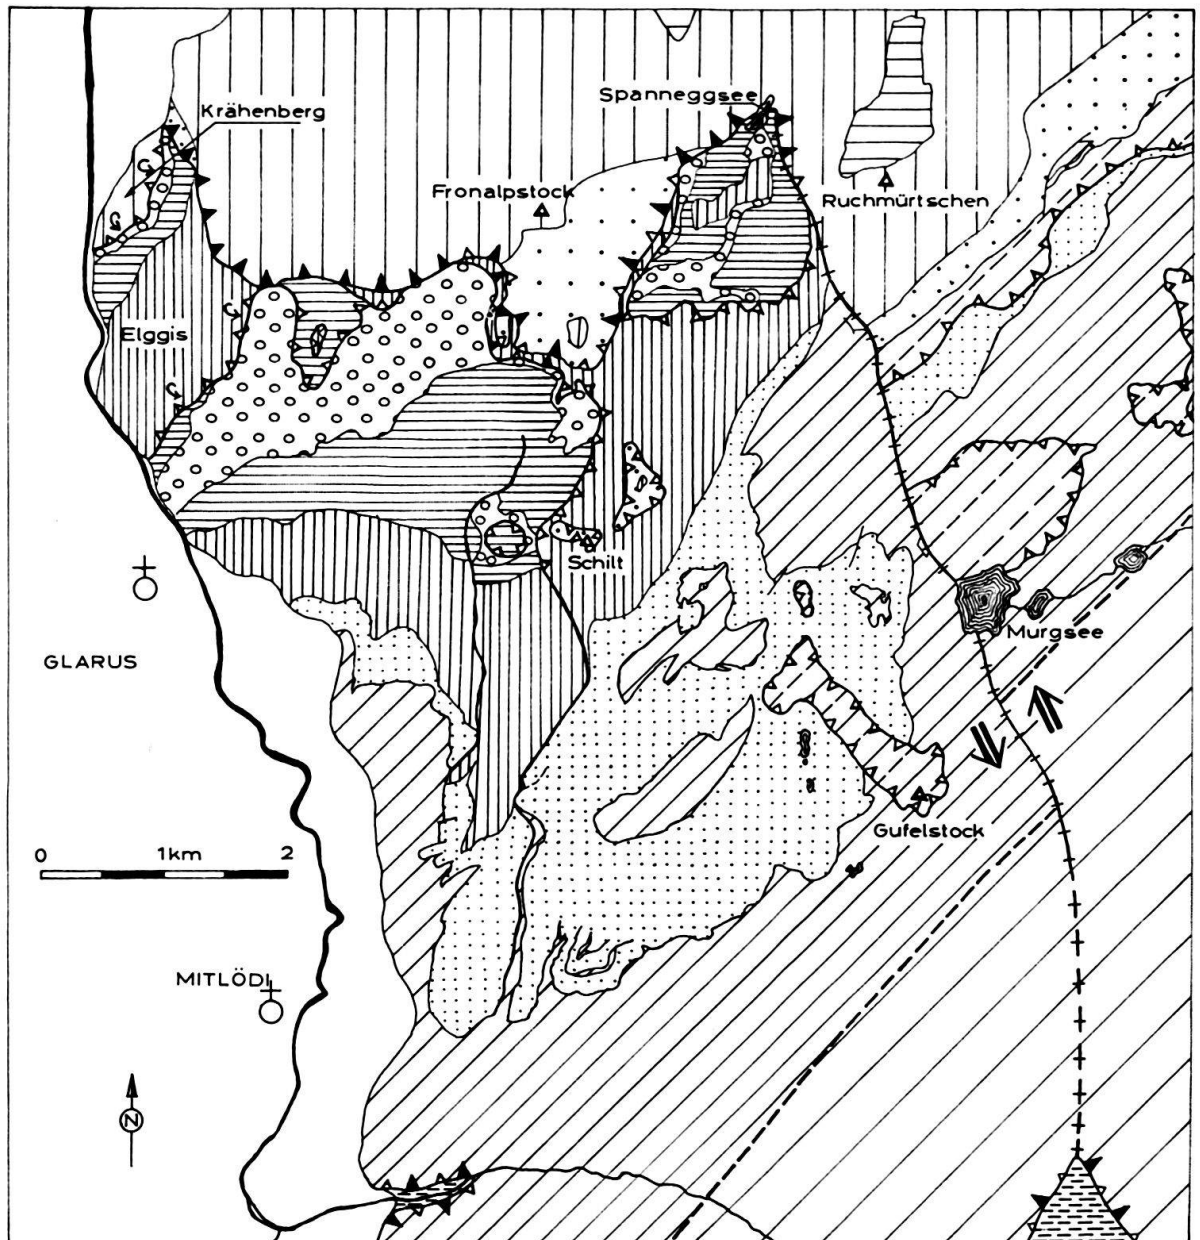 Krähenberg
Spanneggsee
Fronalpstock
Ruchmürtschen
Elggis
Schilt
GLARUS
Murgsee
Gufelstock
0 1km 2
MITLÖDI
N